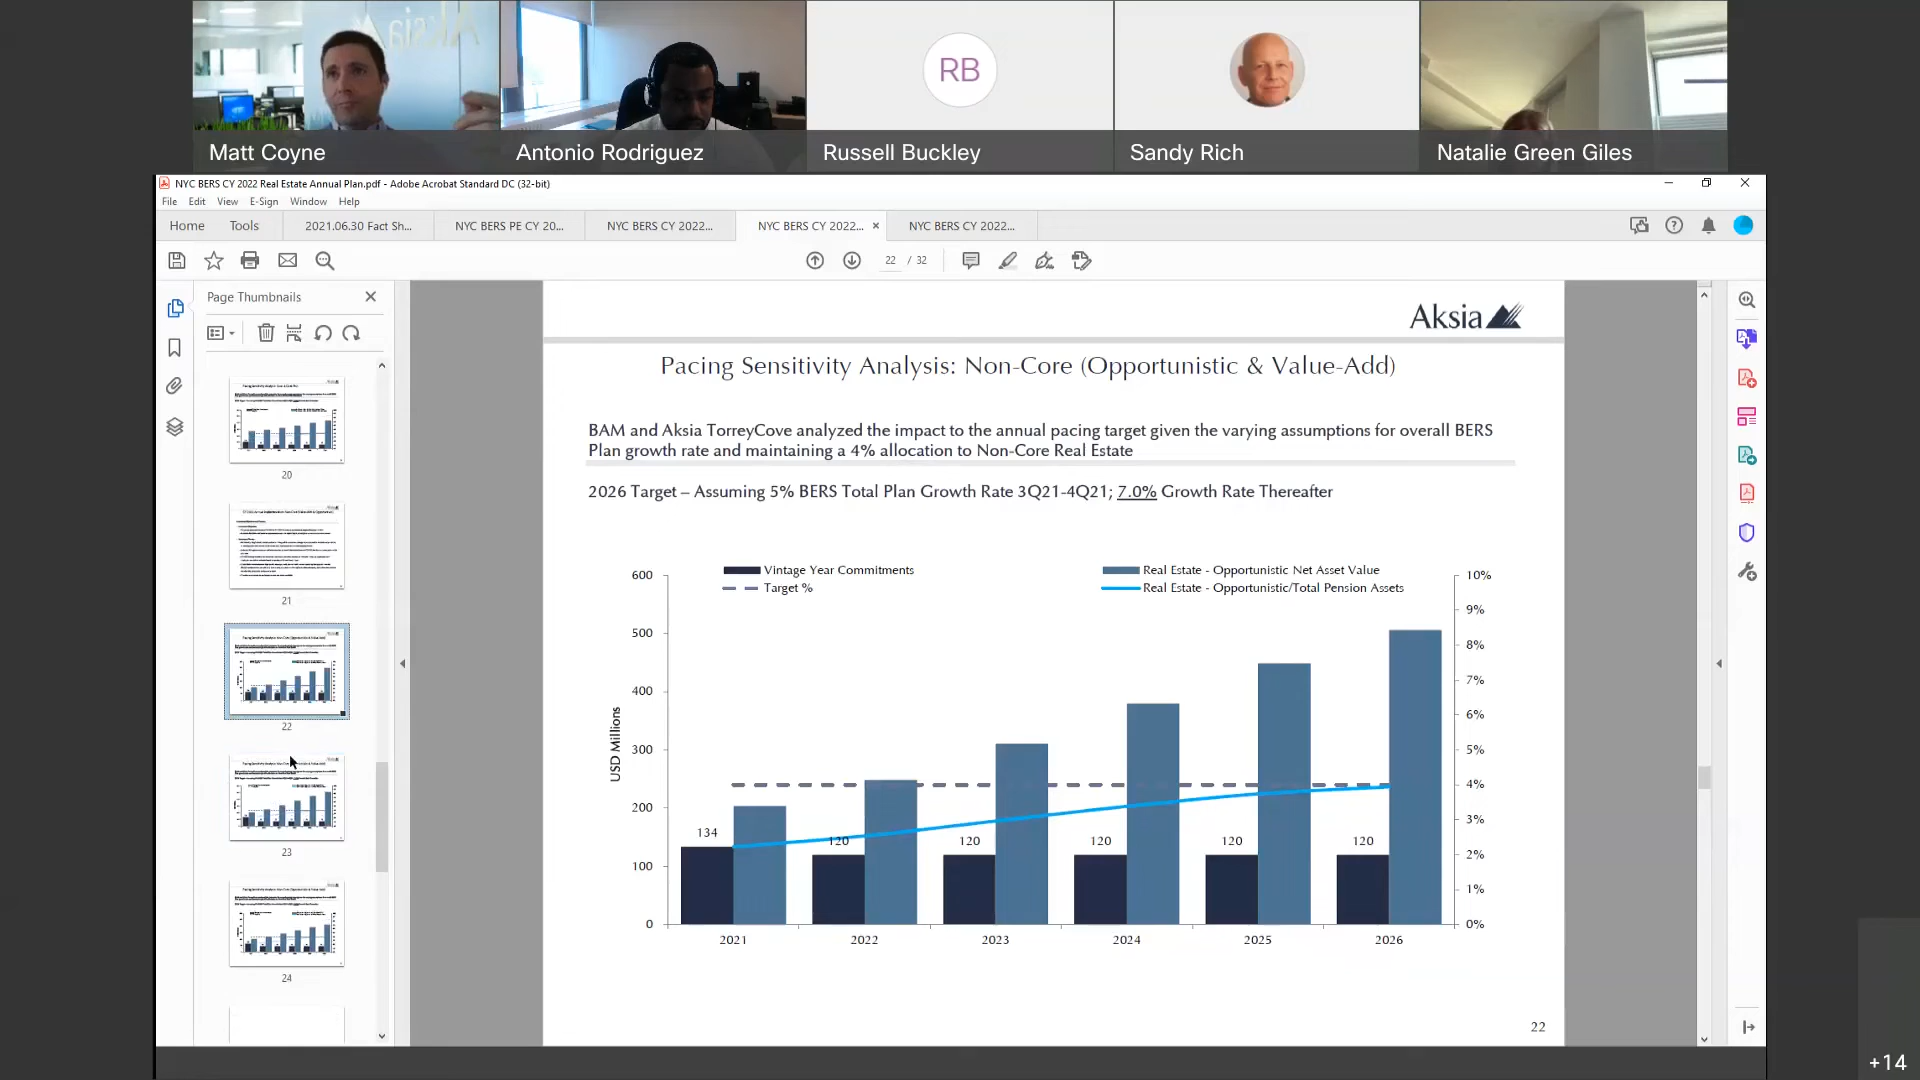 Aksia
RB
Matt Coyne
Antonio Rodriguez
Russell Buckley
Sandy Rich
Natalie Green Giles
NYC BERS CY 2022 Real Estate Annual Plan.pdf - Adobe Acrobat Standard DC (32-bit)
File Edit View E-Sign Window Help
Home Tools 2021.06.30 Fact Sh... NYC BERS PE CY 20... NYC BERS CY 2022... NYC BERS CY 2022... × NYC BERS CY 2022...
22 / 32
Page Thumbnails
20
21
22
23
24
Aksia
Pacing Sensitivity Analysis: Non-Core (Opportunistic & Value-Add)
BAM and Aksia TorreyCove analyzed the impact to the annual pacing target given the varying assumptions for overall BERS
Plan growth rate and maintaining a 4% allocation to Non-Core Real Estate
2026 Target – Assuming 5% BERS Total Plan Growth Rate 3Q21-4Q21; 7.0% Growth Rate Thereafter
Vintage Year Commitments
Real Estate - Opportunistic Net Asset Value
Target %
Real Estate - Opportunistic/Total Pension Assets
USD Millions
600
500
400
300
200
100
0
10%
9%
8%
7%
6%
5%
4%
3%
2%
1%
0%
134
120
120
120
120
120
2021
2022
2023
2024
2025
2026
22
+14